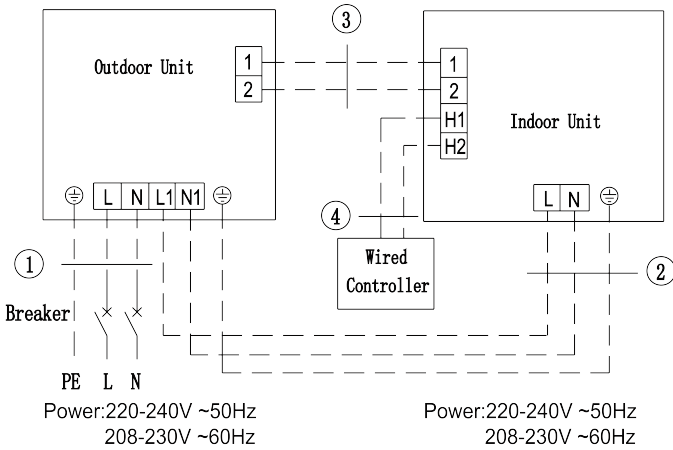 ③
Outdoor Unit
1
2
1
2
H1
H2
Indoor Unit
L N L1 N1
L N
④
①
②
Wired
Controller
Breaker
PE L N
Power:220-240V ~50Hz
208-230V ~60Hz
Power:220-240V ~50Hz
208-230V ~60Hz